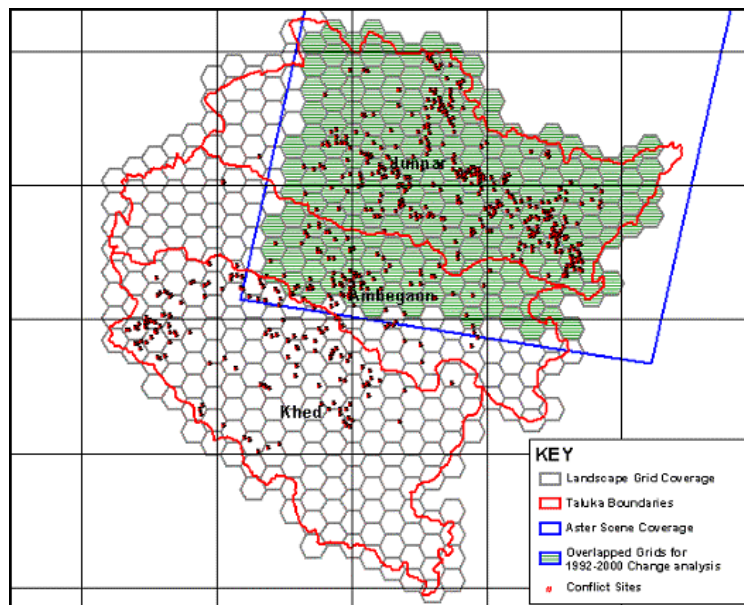 Junnar
Ambegaon
Khed
KEY
Landscape Grid Coverage
Taluka Boundaries
Aster Scene Coverage
Overlapped Grids for
1992-2000 Change analysis
Conflict Sites